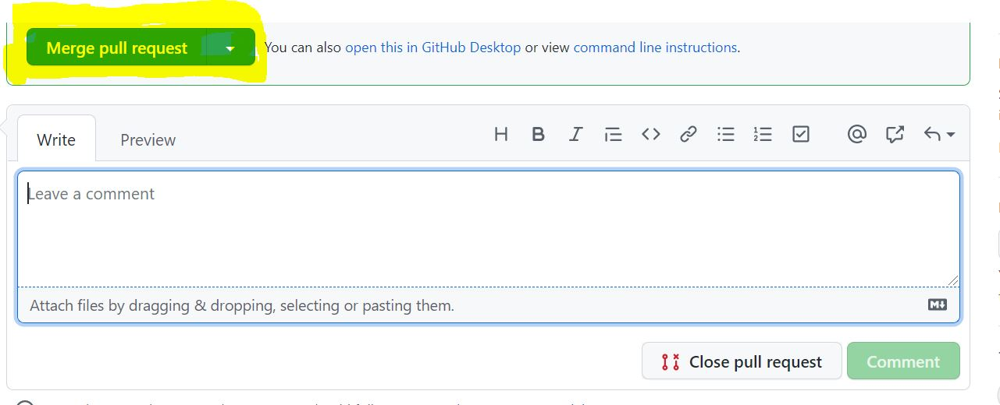 Merge pull request
You can also open this in GitHub Desktop or view command line instructions.
Write Preview
Leave a comment
Attach files by dragging & dropping, selecting or pasting them.
Close pull request Comment